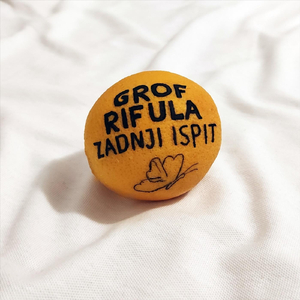 GROF
RIFULA
ZADNJI ISPIT